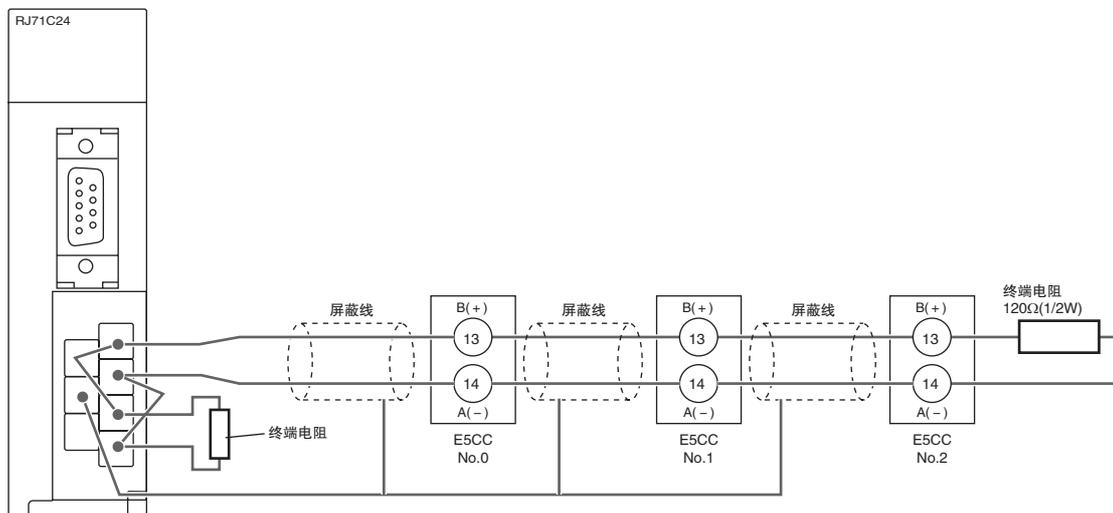 RJ71C24
屏蔽线
B(+)
13
14
A(-)
E5CC
No.0
屏蔽线
B(+)
13
14
A(-)
E5CC
No.1
屏蔽线
B(+)
13
14
A(-)
E5CC
No.2
终端电阻
120Ω(1/2W)
终端电阻